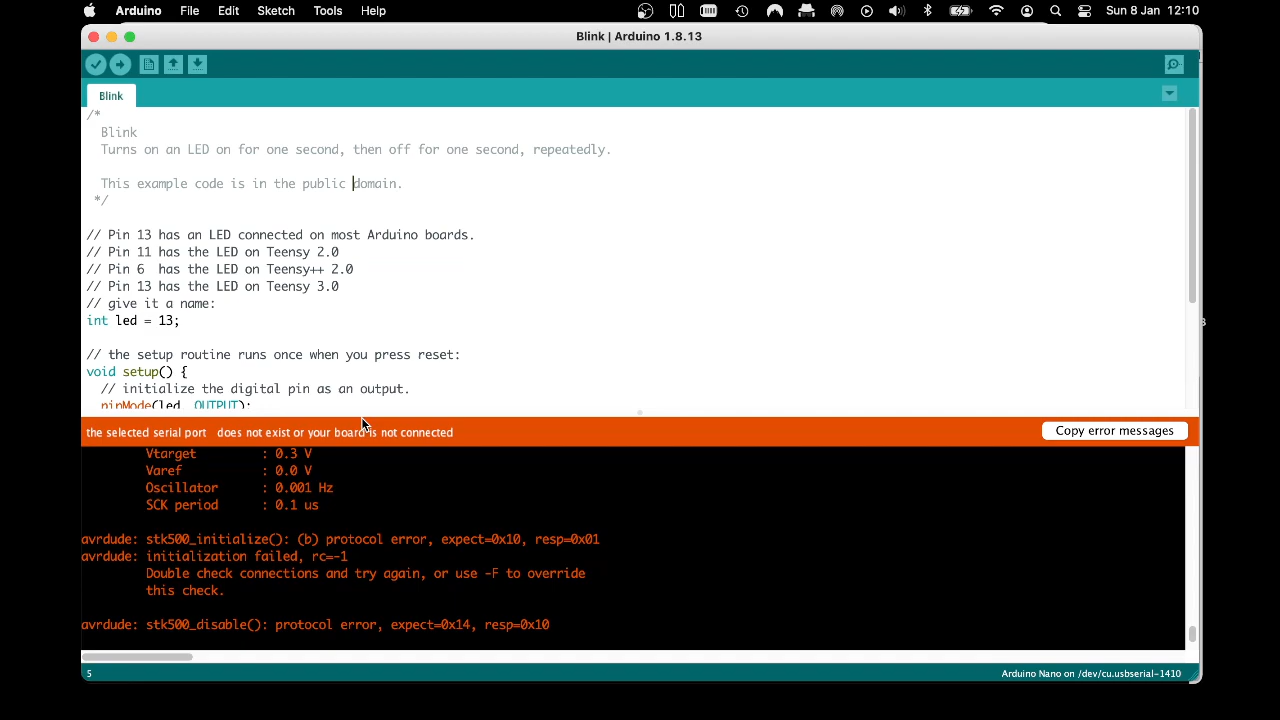 Arduino File Edit Sketch Tools Help Sun 8 Jan 12:10
Blink | Arduino 1.8.13
Blink
/*
Blink
Turns on an LED on for one second, then off for one second, repeatedly.
This example code is in the public domain.
*/
// Pin 13 has an LED connected on most Arduino boards.
// Pin 11 has the LED on Teensy 2.0
// Pin 6  has the LED on Teensy++ 2.0
// Pin 13 has the LED on Teensy 3.0
// give it a name:
int led = 13;
// the setup routine runs once when you press reset:
void setup() {
// initialize the digital pin as an output.
pinMode(led, OUTPUT);
the selected serial port  does not exist or your board is not connected
Copy error messages
Vtarget : 0.3 V
Varef : 0.0 V
Oscillator : 0.001 Hz
SCK period : 0.1 us
avrdude: stk500_initialize(): (b) protocol error, expect=0x10, resp=0x01
avrdude: initialization failed, rc=-1
Double check connections and try again, or use -F to override
this check.
avrdude: stk500_disable(): protocol error, expect=0x14, resp=0x10
5 Arduino Nano on /dev/cu.usbserial-1410